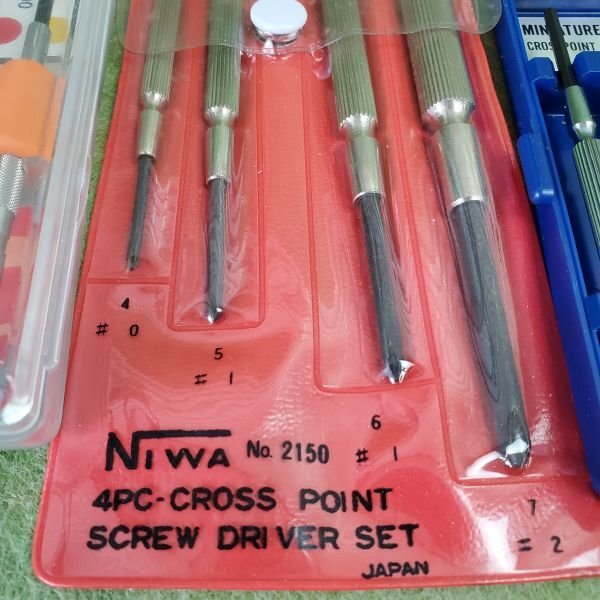 MINIATURE
CROSS POINT
4
# 0
5
# 1
6
# 1
7
= 2
NIWA No. 2150
4PC-CROSS POINT
SCREW DRIVER SET
JAPAN